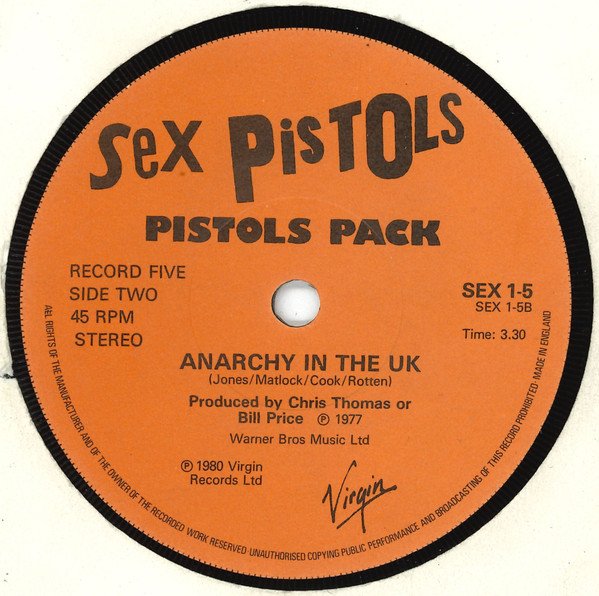 Sex PisTOLs
PISTOLS PACK
RECORD FIVE
SIDE TWO
45 RPM
STEREO
SEX 1-5
SEX 1-5B
Time: 3.30
ANARCHY IN THE UK
(Jones/Matlock/Cook/Rotten)
Produced by Chris Thomas or
Bill Price ℗ 1977
Warner Bros Music Ltd
℗ 1980 Virgin
Records Ltd
Virgin
ALL RIGHTS OF THE MANUFACTURER AND OF THE OWNER OF THE RECORDED WORK RESERVED·UNAUTHORISED COPYING PUBLIC PERFORMANCE AND BROADCASTING OF THIS RECORD PROHIBITED·MADE IN ENGLAND